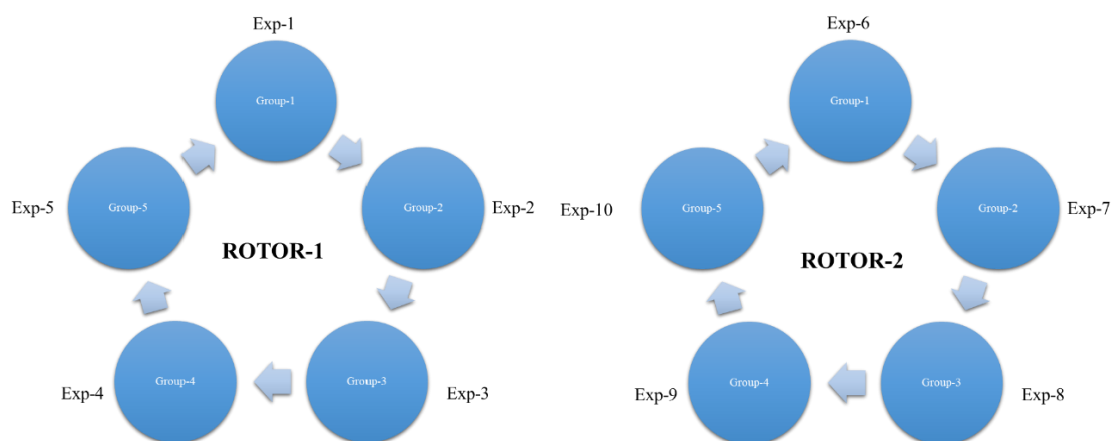 Exp-1
Group-1
Exp-5
Group-5
Group-2
Exp-2
ROTOR-1
Exp-4
Group-4
Group-3
Exp-3
Exp-6
Group-1
Exp-10
Group-5
Group-2
Exp-7
ROTOR-2
Exp-9
Group-4
Group-3
Exp-8